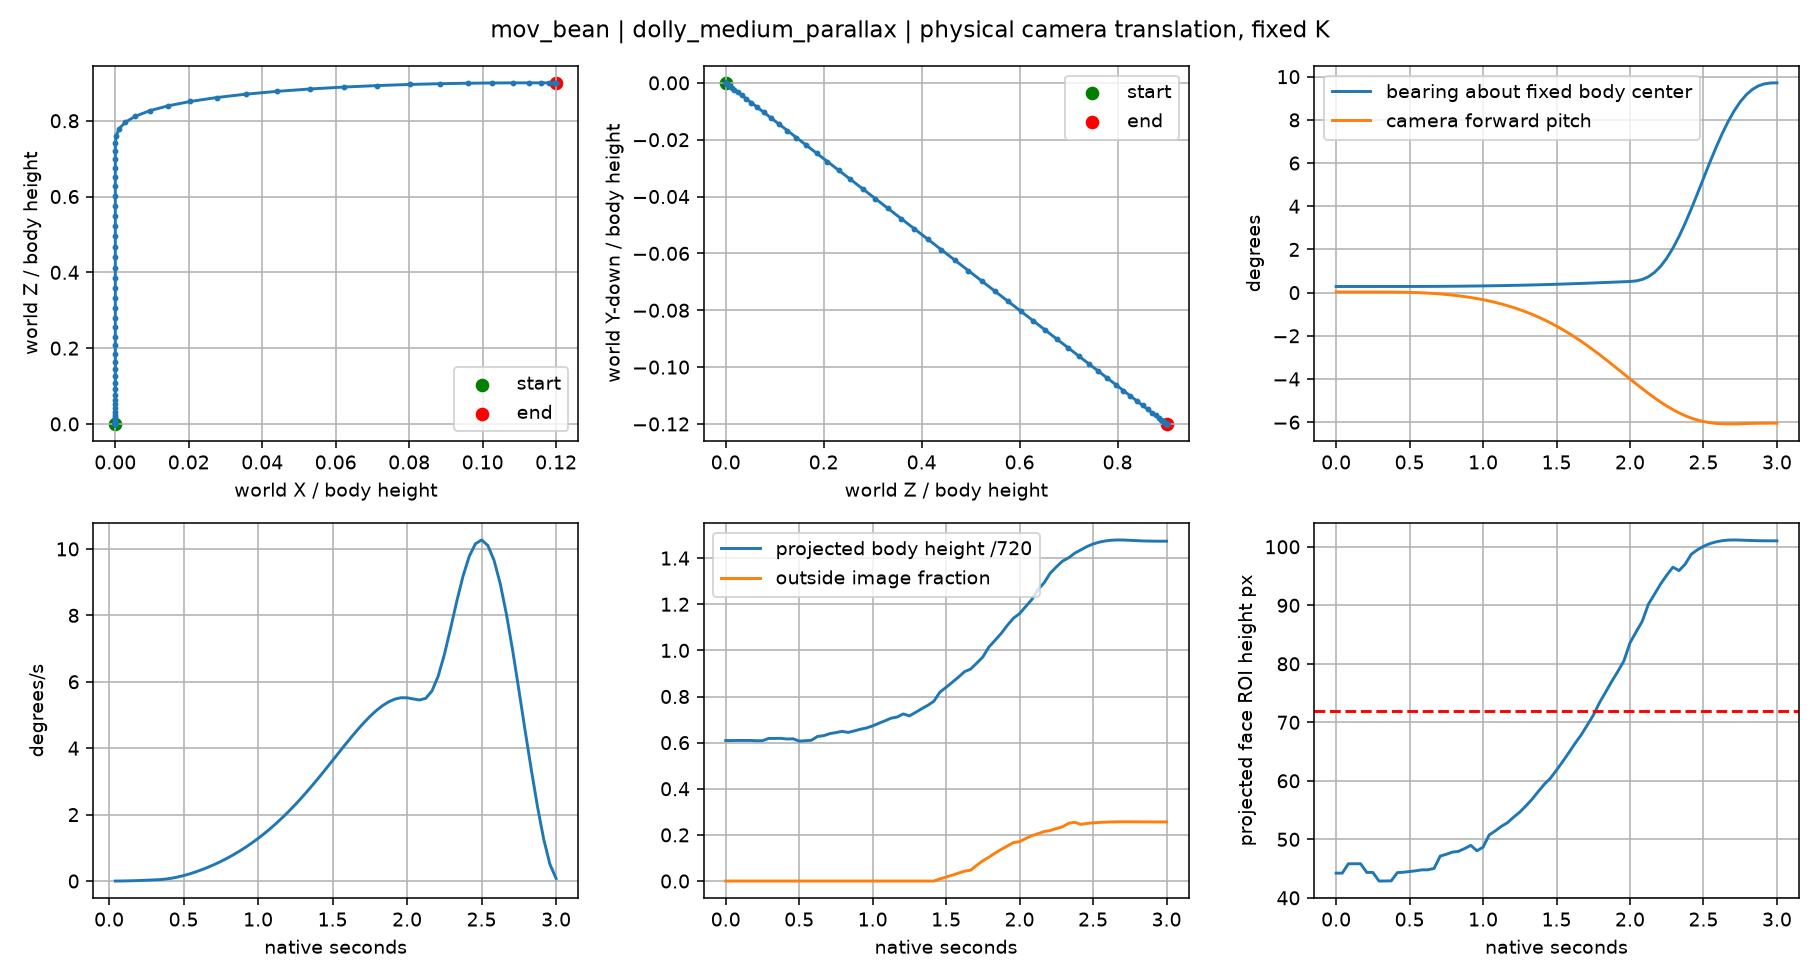 mov_bean | dolly_medium_parallax | physical camera translation, fixed K
world Z / body height
0.8
0.6
0.4
0.2
0.0
start
end
0.00 0.02 0.04 0.06 0.08 0.10 0.12
world X / body height
world Y-down / body height
0.00
−0.02
−0.04
−0.06
−0.08
−0.10
−0.12
start
end
0.0 0.2 0.4 0.6 0.8
world Z / body height
degrees
10
8
6
4
2
0
−2
−4
−6
bearing about fixed body center
camera forward pitch
0.0 0.5 1.0 1.5 2.0 2.5 3.0
degrees/s
10
8
6
4
2
0
0.0 0.5 1.0 1.5 2.0 2.5 3.0
native seconds
1.4
1.2
1.0
0.8
0.6
0.4
0.2
0.0
projected body height /720
outside image fraction
0.0 0.5 1.0 1.5 2.0 2.5 3.0
native seconds
projected face ROI height px
100
90
80
70
60
50
40
0.0 0.5 1.0 1.5 2.0 2.5 3.0
native seconds